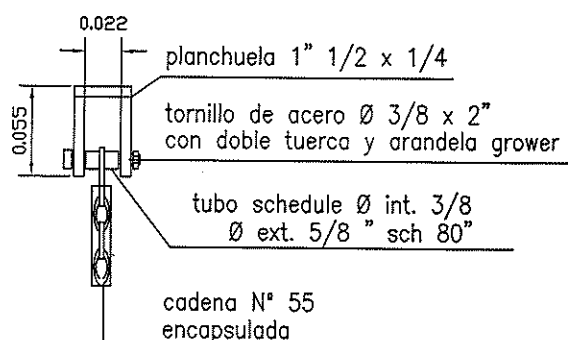 0.022
planchuela 1" 1/2 x 1/4
0.055
tornillo de acero Ø 3/8 x 2"
con doble tuerca y arandela grower
tubo schedule Ø int. 3/8
Ø ext. 5/8 " sch 80"
cadena N° 55
encapsulada